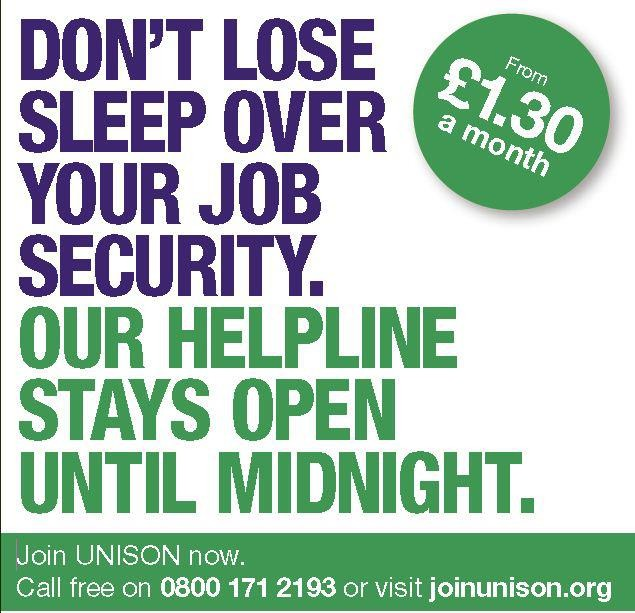 DON'T LOSE
SLEEP OVER
YOUR JOB
SECURITY.
OUR HELPLINE
STAYS OPEN
UNTIL MIDNIGHT.
From
£1.30
a month
Join UNISON now.
Call free on 0800 171 2193 or visit joinunison.org